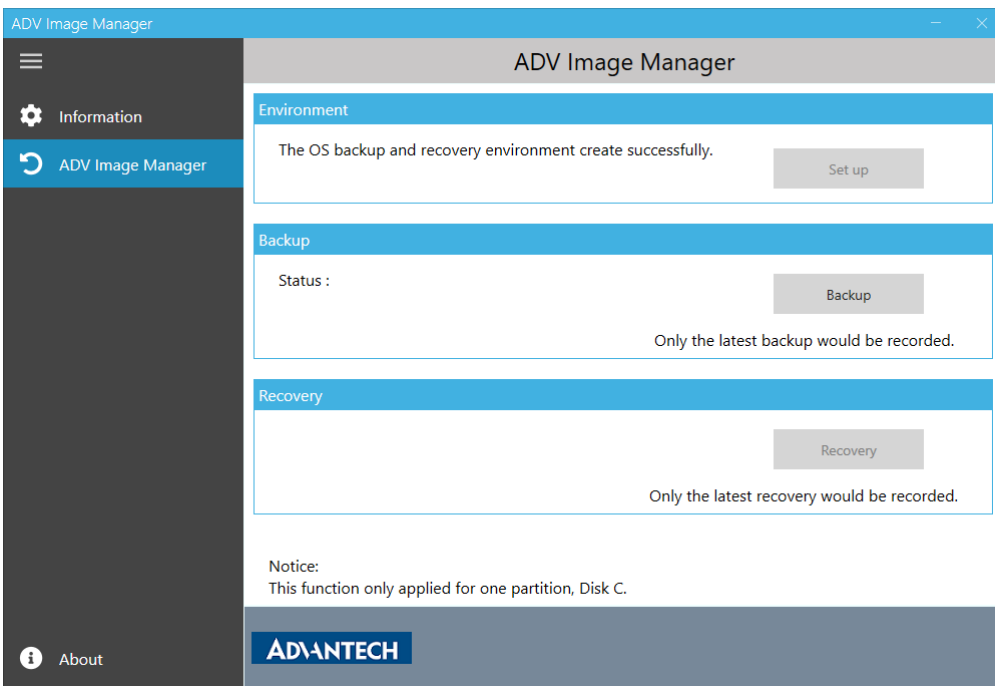 ADV Image Manager
ADV Image Manager
Information
ADV Image Manager
Environment
The OS backup and recovery environment create successfully.
Set up
Backup
Status :
Backup
Only the latest backup would be recorded.
Recovery
Recovery
Only the latest recovery would be recorded.
Notice:
This function only applied for one partition, Disk C.
About
ADVANTECH